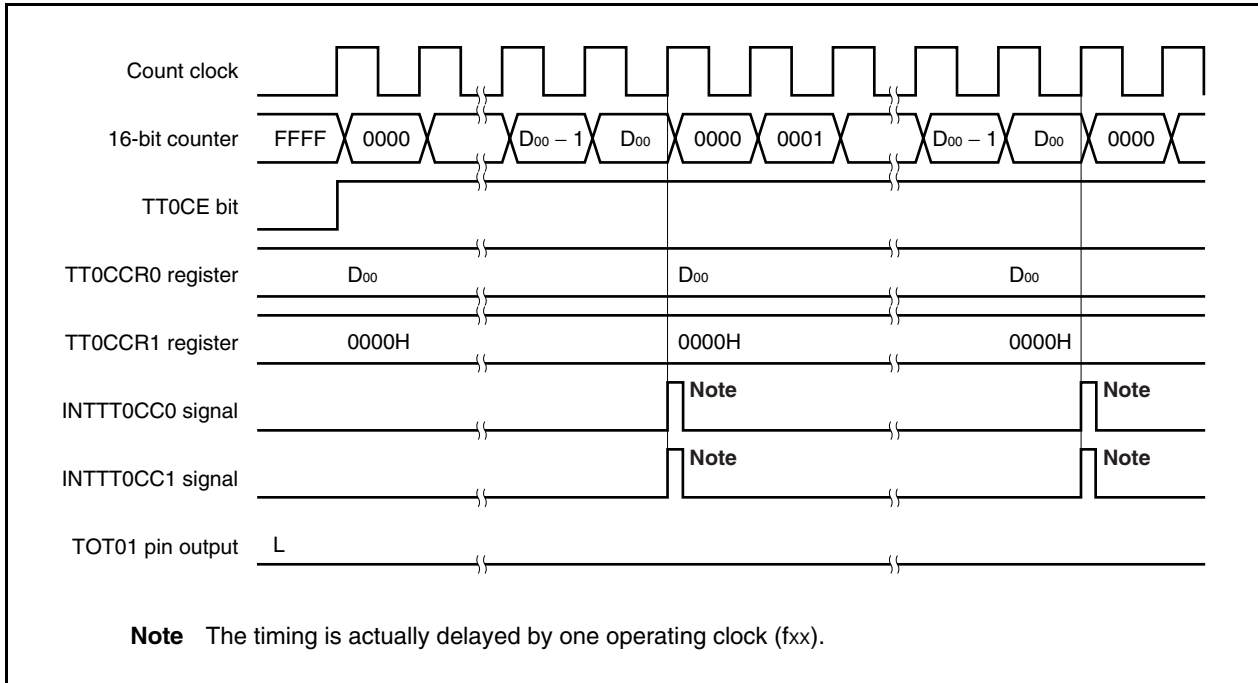 Count clock
16-bit counter FFFF 0000 D00 − 1 D00 0000 0001 D00 − 1 D00 0000
TT0CE bit
TT0CCR0 register D00 D00 D00
TT0CCR1 register 0000H 0000H 0000H
INTTT0CC0 signal Note Note
INTTT0CC1 signal Note Note
TOT01 pin output L
Note The timing is actually delayed by one operating clock (fxx).